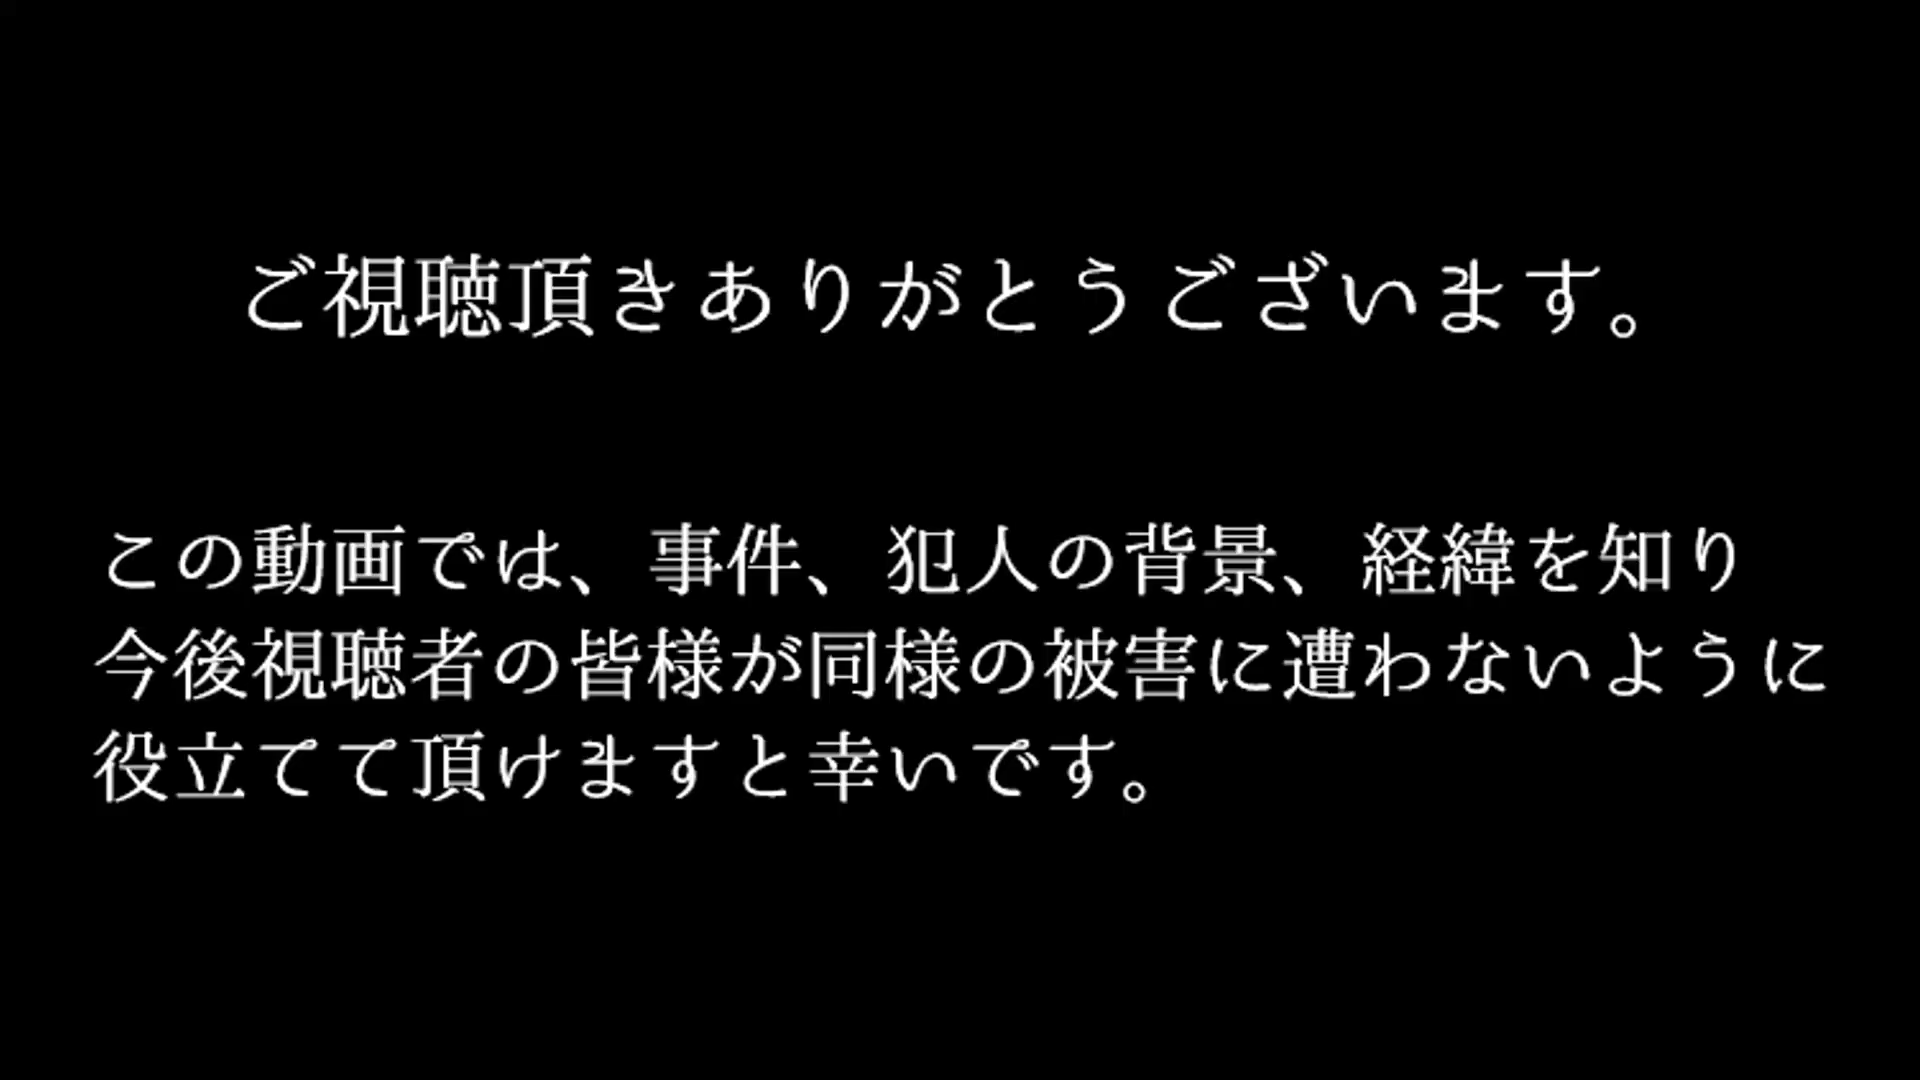 ご視聴頂きありがとうございます。
この動画では、事件、犯人の背景、経緯を知り
今後視聴者の皆様が同様の被害に遭わないように
役立てて頂けますと幸いです。